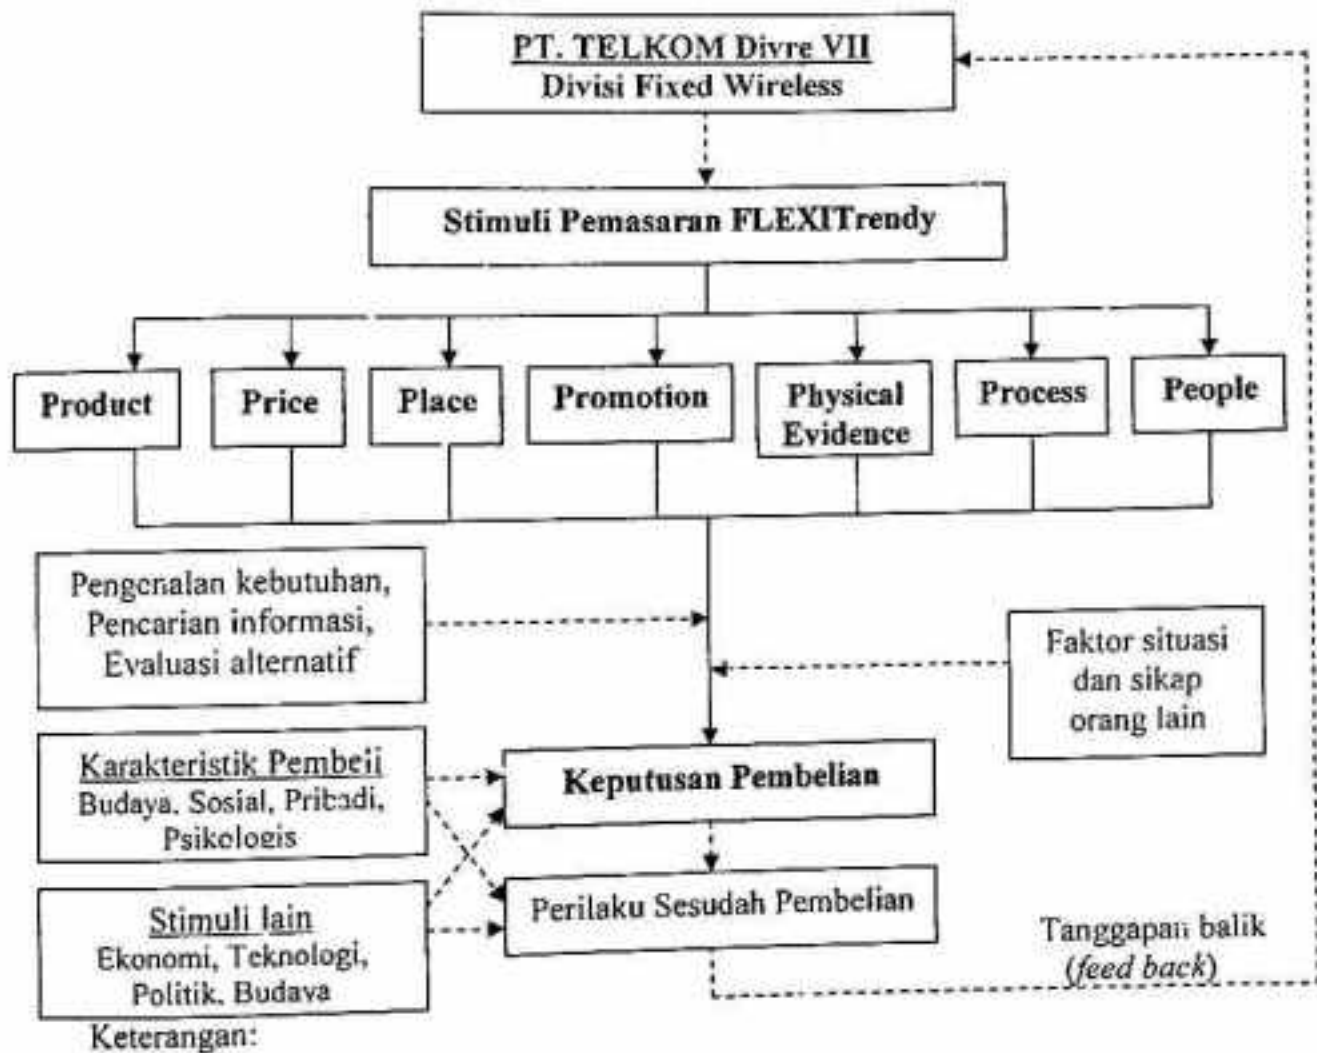 PT. TELKOM Divre VII
Divisi Fixed Wireless
Stimuli Pemasaran FLEXITrendy
Product
Price
Place
Promotion
Physical
Evidence
Process
People
Pengenalan kebutuhan,
Pencarian informasi,
Evaluasi alternatif
Faktor situasi
dan sikap
orang lain
Karakteristik Pembeli
Budaya, Sosial, Pribadi,
Psikologis
Keputusan Pembelian
Stimuli lain
Ekonomi, Teknologi,
Politik, Budaya
Perilaku Sesudah Pembelian
Tanggapan balik
(feed back)
Keterangan: